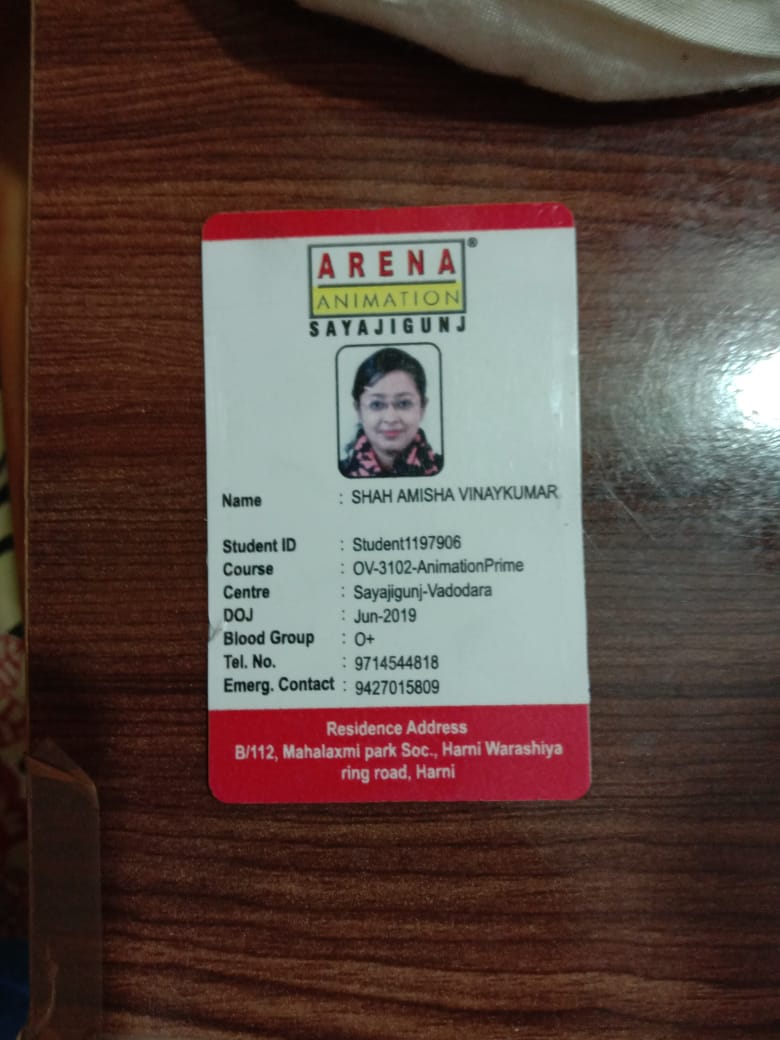 ARENA ®
ANIMATION
SAYAJIGUNJ
Name : SHAH AMISHA VINAYKUMAR
Student ID : Student1197906
Course : OV-3102-AnimationPrime
Centre : Sayajigunj-Vadodara
DOJ : Jun-2019
Blood Group : O+
Tel. No. : 9714544818
Emerg. Contact : 9427015809
Residence Address
B/112, Mahalaxmi park Soc., Harni Warashiya
ring road, Harni